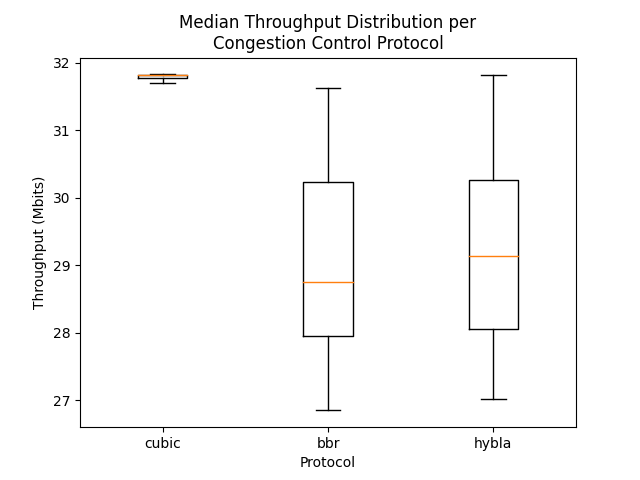 Median Throughput Distribution per
Congestion Control Protocol
32
31
30
29
28
27
Throughput (Mbits)
cubic
bbr
hybla
Protocol